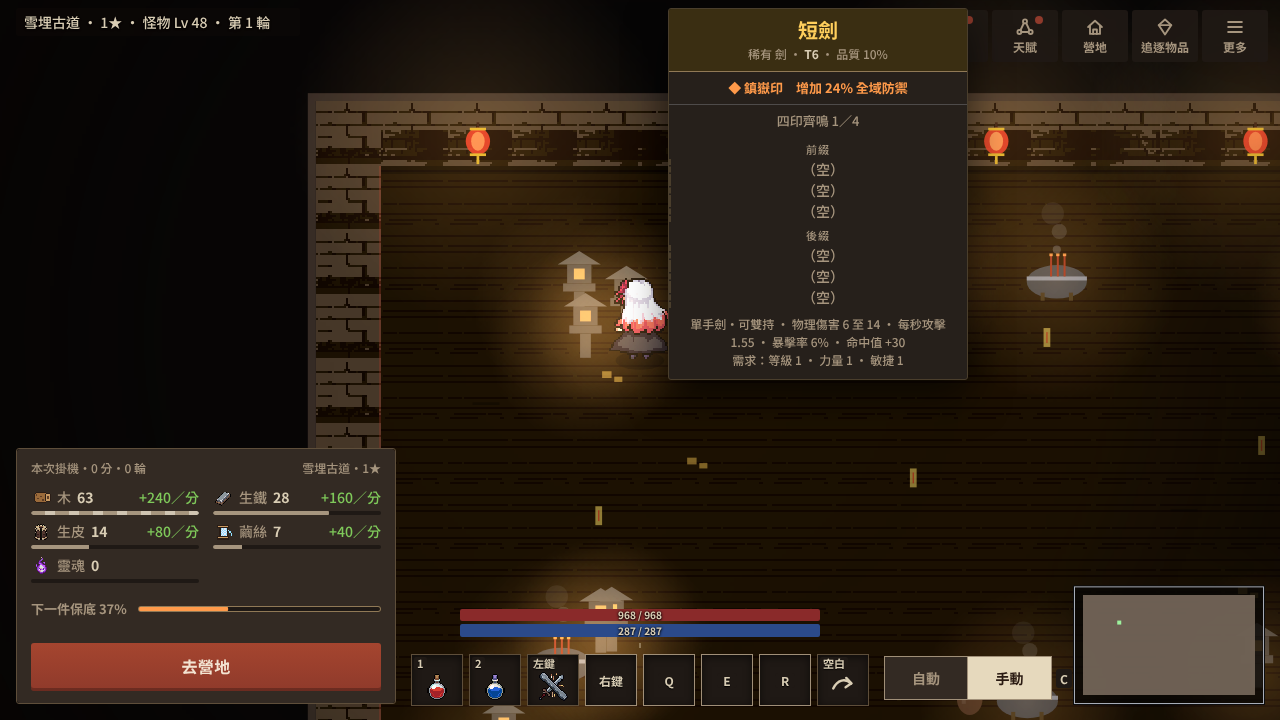 雪埋古道 • 1★ • 怪物 Lv 48 • 第 1 輪
短劍
稀有 劍 • T6 • 品質 10%
◆ 鎮嶽印 增加 24% 全域防禦
四印齊鳴 1／4
前綴
（空）
（空）
（空）
後綴
（空）
（空）
（空）
單手劍・可雙持 • 物理傷害 6 至 14 • 每秒攻擊
1.55 • 暴擊率 6% • 命中值 +30
需求：等級 1 • 力量 1 • 敏捷 1
天賦
營地
追逐物品
更多
本次掛機・0 分・0 輪
雪埋古道・1★
木 63 +240／分
生鐵 28 +160／分
生皮 14 +80／分
繭絲 7 +40／分
靈魂 0
下一件保底 37%
去營地
968 / 968
287 / 287
1
2
左鍵
右鍵
Q
E
R
空白
自動
手動
C